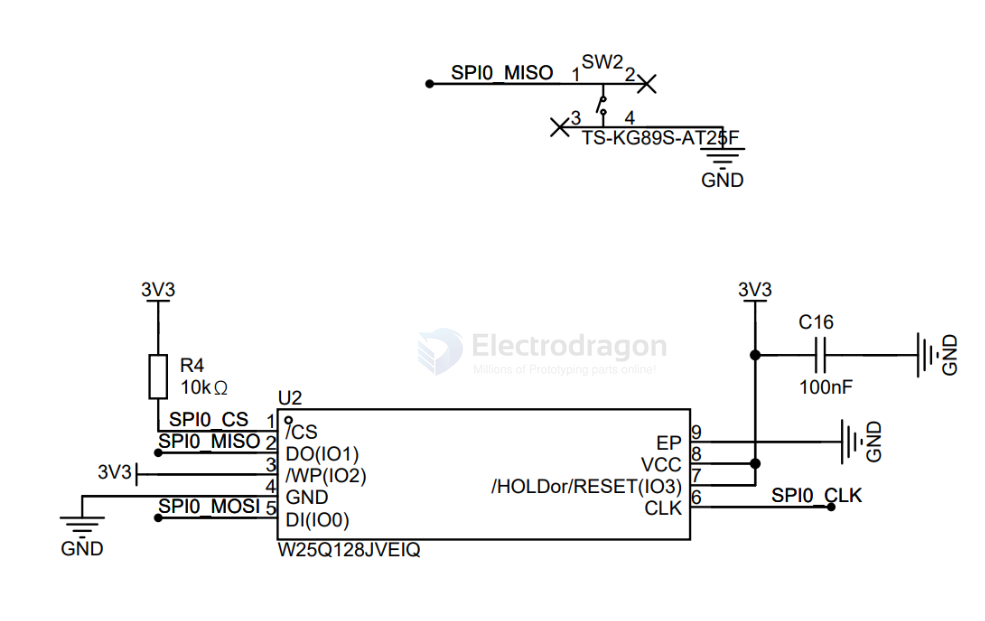 SW2
SPI0_MISO 1 2
3 4
TS-KG89S-AT25F
GND
3V3 3V3
C16
Electrodragon
Millions of Prototyping parts online!
GND
R4
10kΩ
100nF
U2
SPI0_CS 1 /CS
SPI0_MISO 2 DO(IO1)
3V3 3 /WP(IO2)
4 GND
SPI0_MOSI 5 DI(IO0)
GND
EP 9 GND
VCC 8
/HOLDor/RESET(IO3) 7
CLK 6 SPI0_CLK
W25Q128JVEIQ